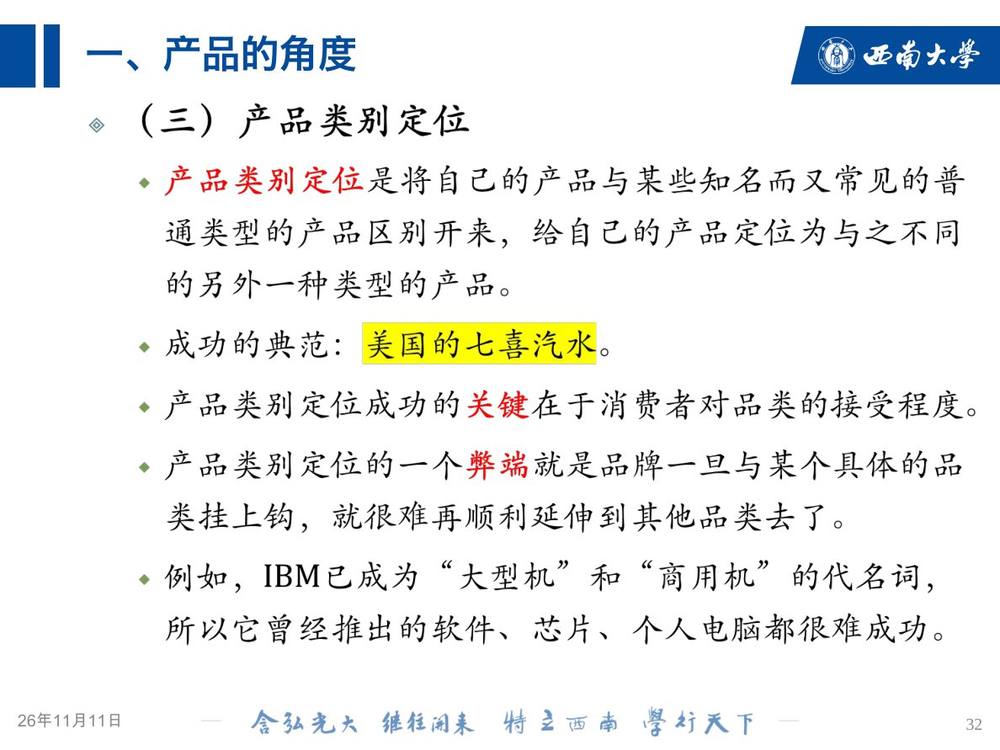 一、产品的角度
西南大学
（三）产品类别定位
产品类别定位是将自己的产品与某些知名而又常见的普
通类型的产品区别开来，给自己的产品定位为与之不同
的另外一种类型的产品。
成功的典范：美国的七喜汽水。
产品类别定位成功的关键在于消费者对品类的接受程度。
产品类别定位的一个弊端就是品牌一旦与某个具体的品
类挂上钩，就很难再顺利延伸到其他品类去了。
例如，IBM已成为“大型机”和“商用机”的代名词，
所以它曾经推出的软件、芯片、个人电脑都很难成功。
26年11月11日
含弘光大 继往开来 特立西南 学行天下
32